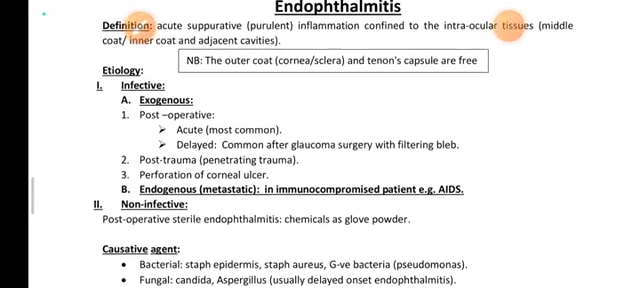 Endophthalmitis
Definition: acute suppurative (purulent) inflammation confined to the intra-ocular tissues (middle
coat/ inner coat and adjacent cavities).
NB: The outer coat (cornea/sclera) and tenon's capsule are free
Etiology:
I. Infective:
A. Exogenous:
1. Post –operative:
➢ Acute (most common).
➢ Delayed: Common after glaucoma surgery with filtering bleb.
2. Post-trauma (penetrating trauma).
3. Perforation of corneal ulcer.
B. Endogenous (metastatic): in immunocompromised patient e.g. AIDS.
II. Non-infective:
Post-operative sterile endophthalmitis: chemicals as glove powder.
Causative agent:
• Bacterial: staph epidermis, staph aureus, G-ve bacteria (pseudomonas).
• Fungal: candida, Aspergillus (usually delayed onset endophthalmitis).